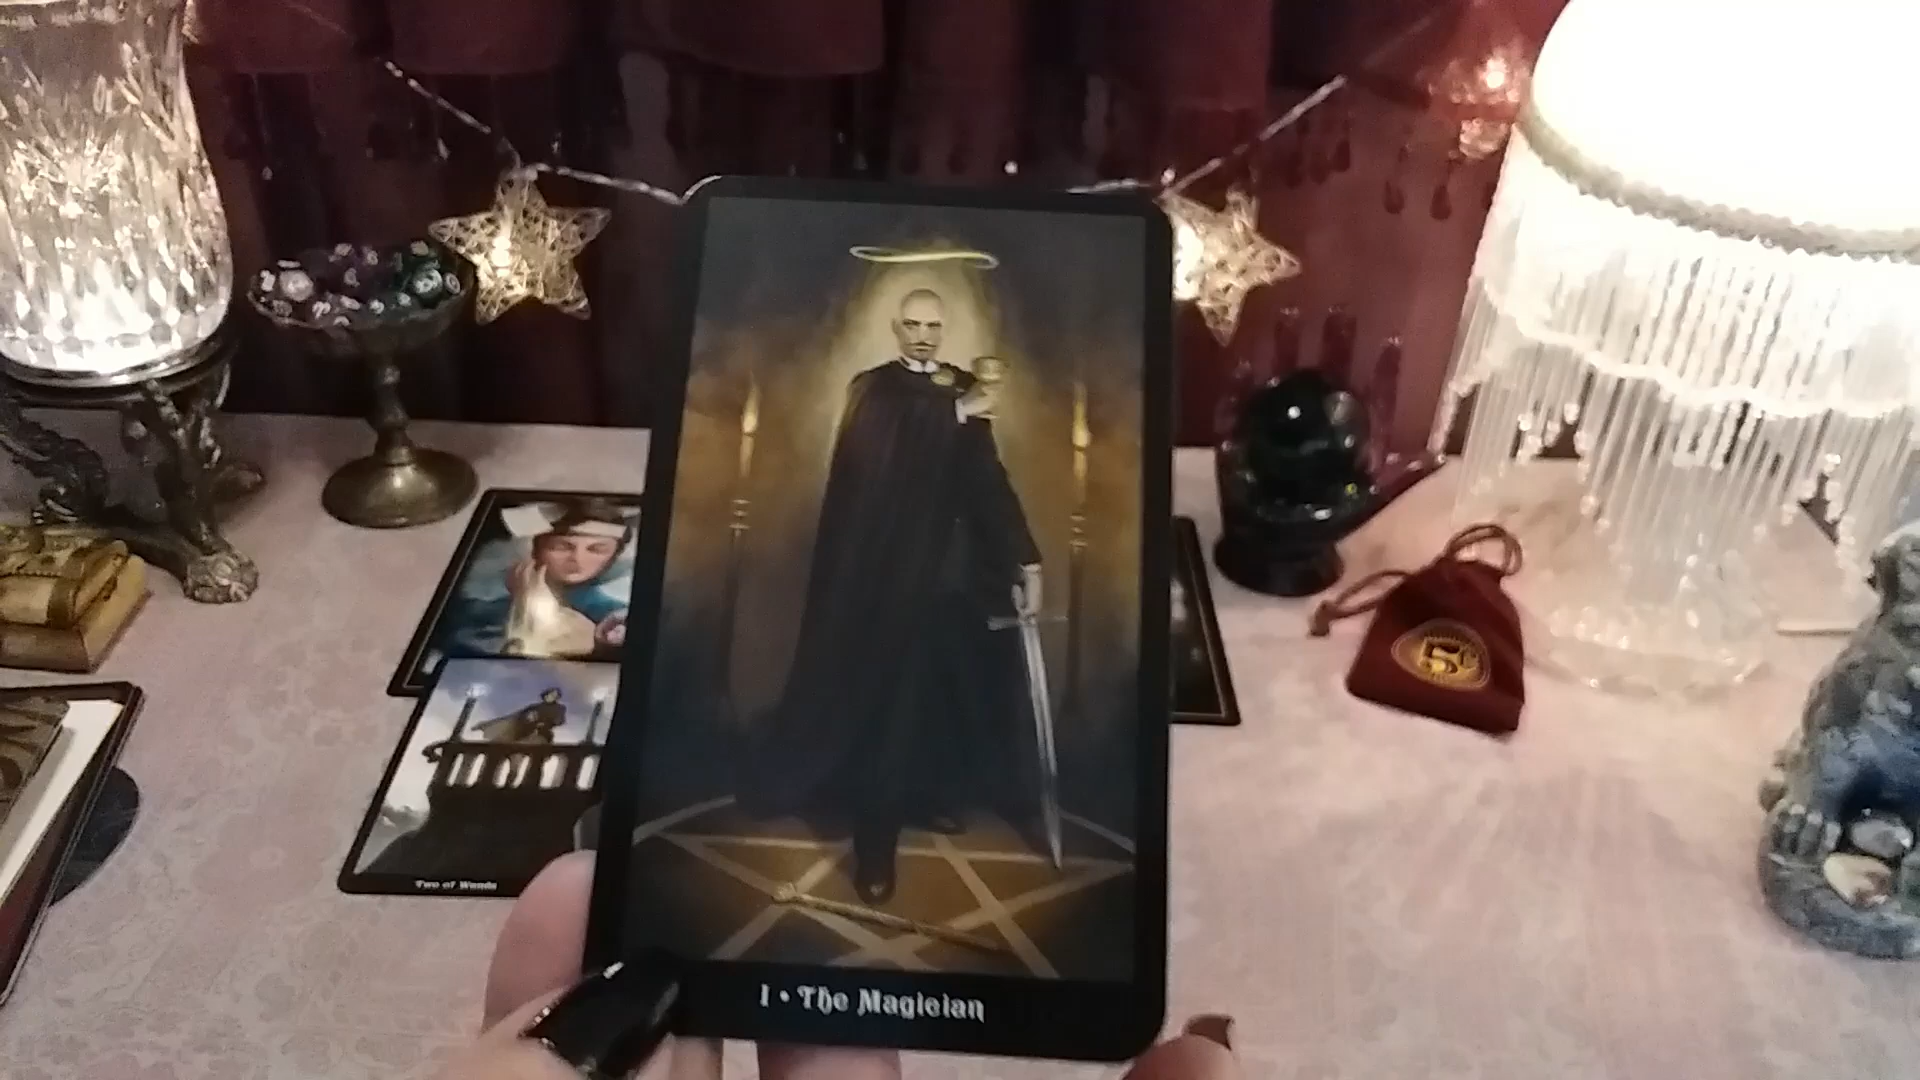 I • The Magician
Two of Wands